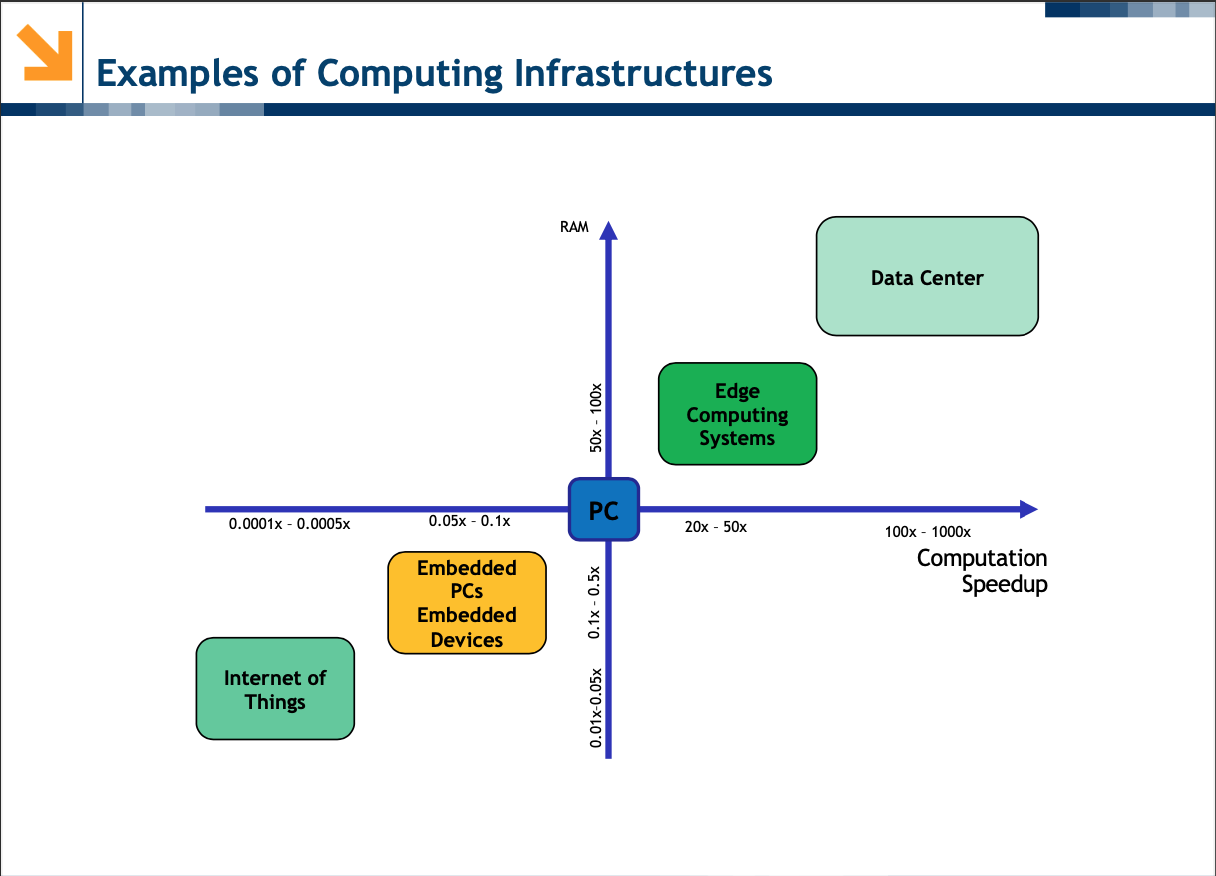 Examples of Computing Infrastructures
RAM
Data Center
50x – 100x
Edge
Computing
Systems
PC
0.0001x – 0.0005x
0.05x – 0.1x
20x – 50x
100x – 1000x
Computation
Speedup
Embedded
PCs
Embedded
Devices
0.1x – 0.5x
Internet of
Things
0.01x–0.05x